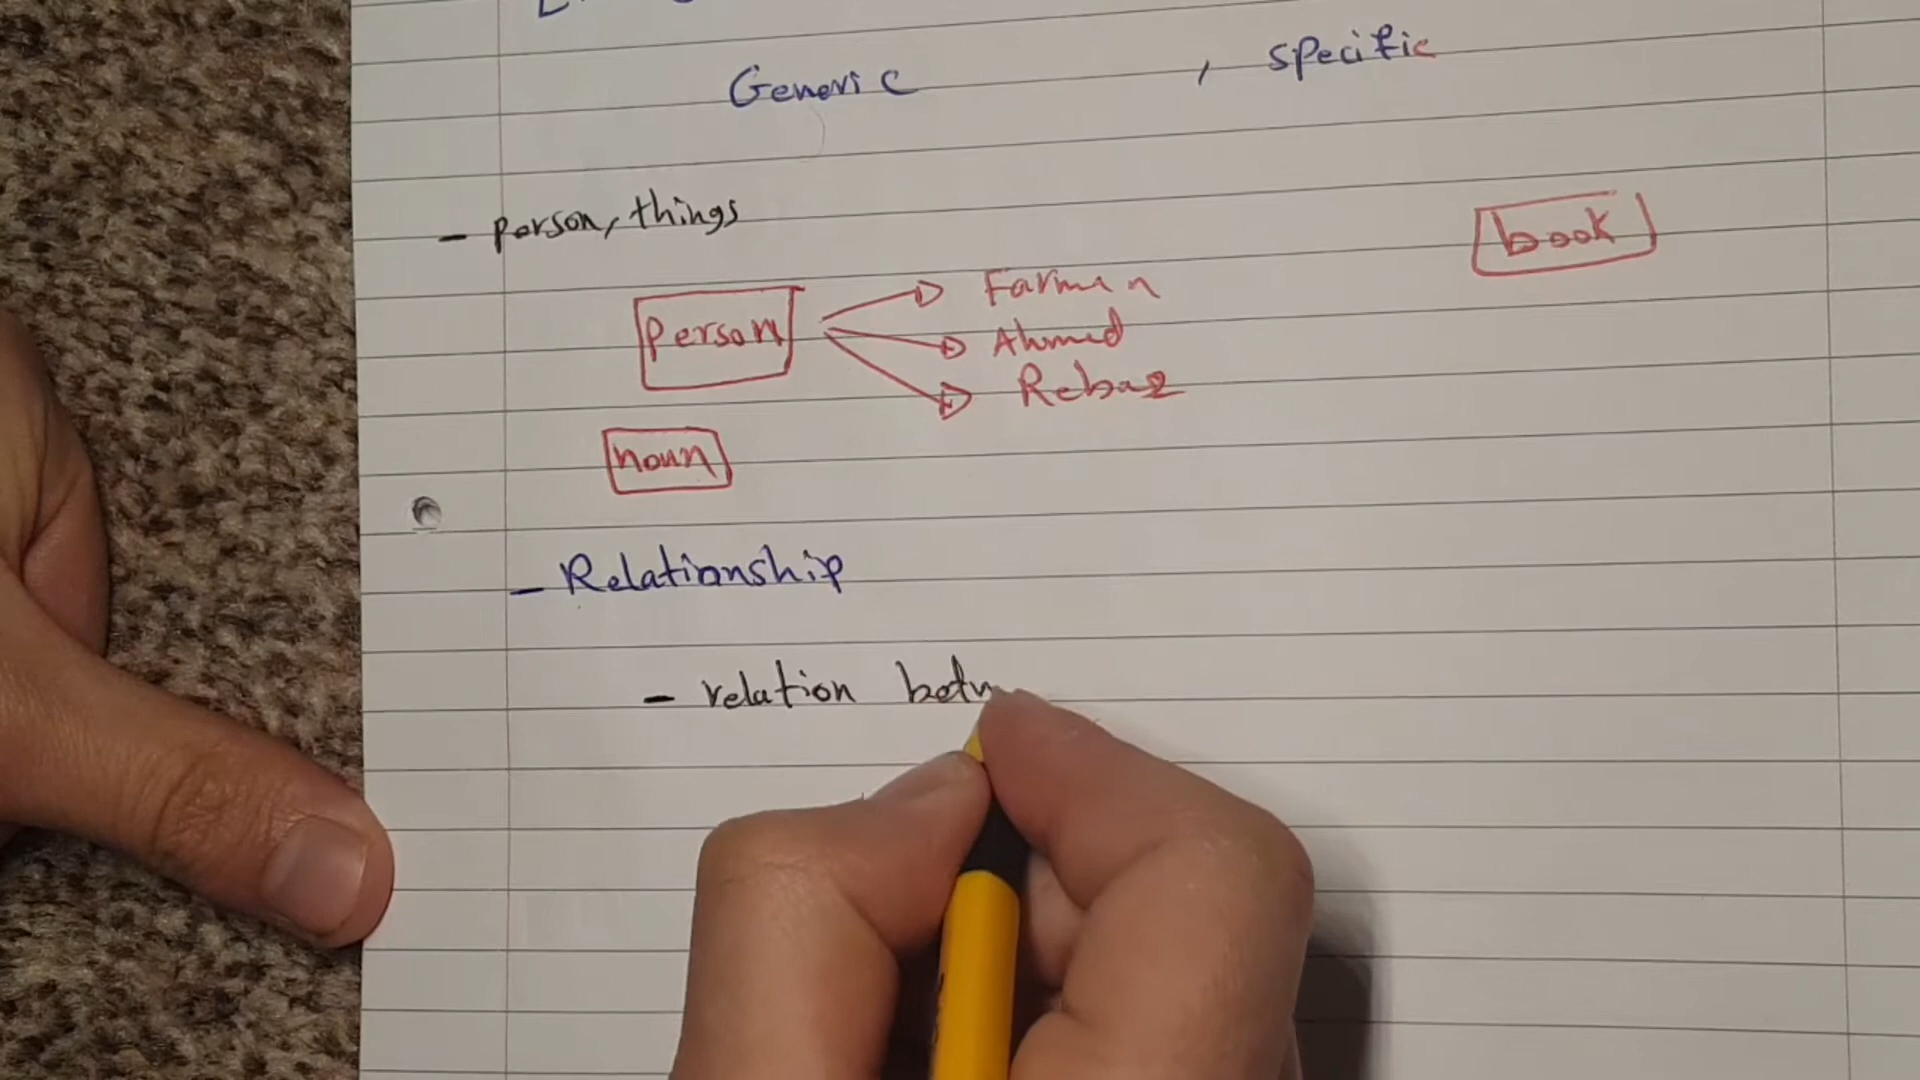 Generic , specific
- person, things
book
person
Farman
Ahmed
Rebaz
noun
- Relationship
- relation betw